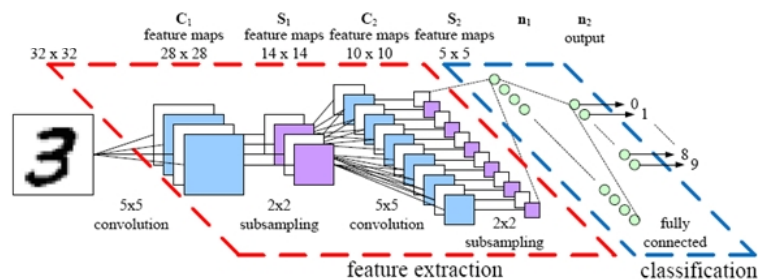 C₁
feature maps
28 x 28
S₁
feature maps
14 x 14
C₂
feature maps
10 x 10
S₂
feature maps
5 x 5
n₁
n₂
output
32 x 32
3
0
1
8
9
5x5
convolution
2x2
subsampling
5x5
convolution
2x2
subsampling
fully
connected
feature extraction
classification